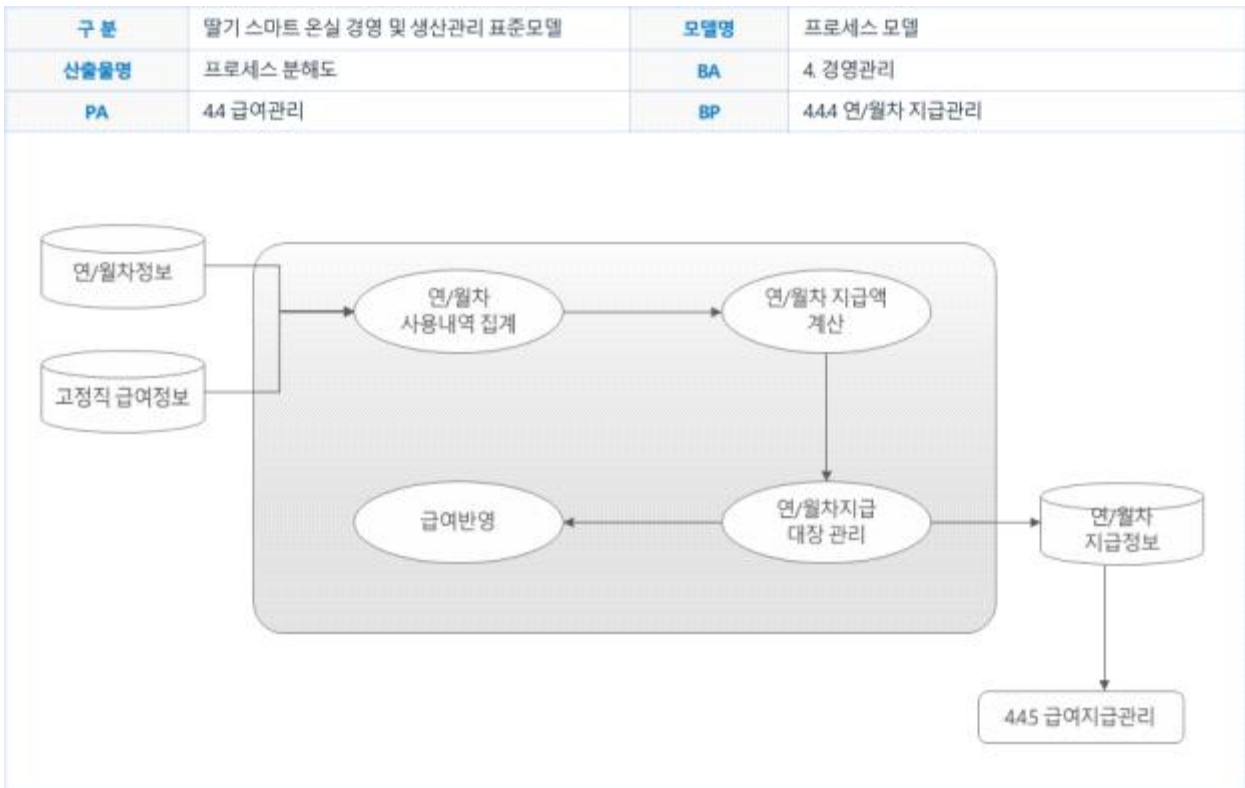 구 분 딸기 스마트 온실 경영 및 생산관리 표준모델 모델명 프로세스 모델
산출물명 프로세스 분해도 BA 4. 경영관리
PA 4.4 급여관리 BP 4.4.4 연/월차 지급관리
연/월차정보
고정직 급여정보
연/월차
사용내역 집계
연/월차 지급액
계산
급여반영
연/월차지급
대장 관리
연/월차
지급정보
4.4.5 급여지급관리